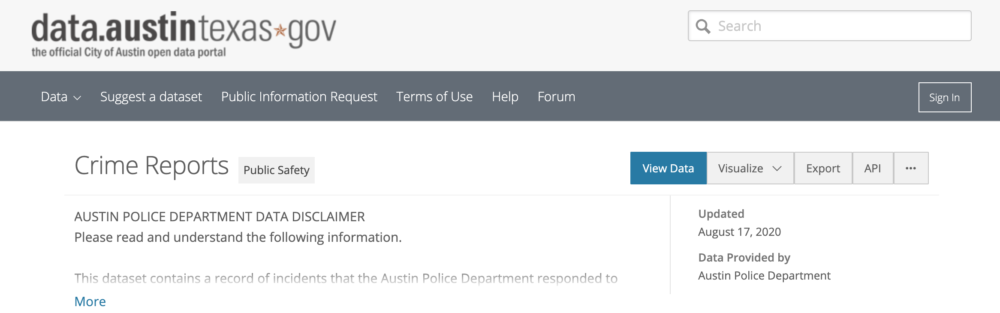 data.austintexas gov
the official City of Austin open data portal
Search
Data
Suggest a dataset
Public Information Request
Terms of Use
Help
Forum
Sign In
Crime Reports
Public Safety
View Data
Visualize
Export
API
...
AUSTIN POLICE DEPARTMENT DATA DISCLAIMER
Please read and understand the following information.
This dataset contains a record of incidents that the Austin Police Department responded to
More
Updated
August 17, 2020
Data Provided by
Austin Police Department